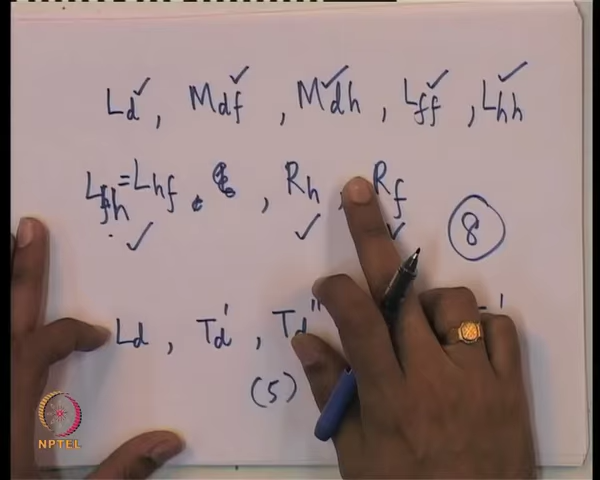 Ld, Mdf, Mdh, Lff, Lhh
Lfh = Lhf, , Rh, Rf
8
Ld, Td', Td''
(5)
NPTEL